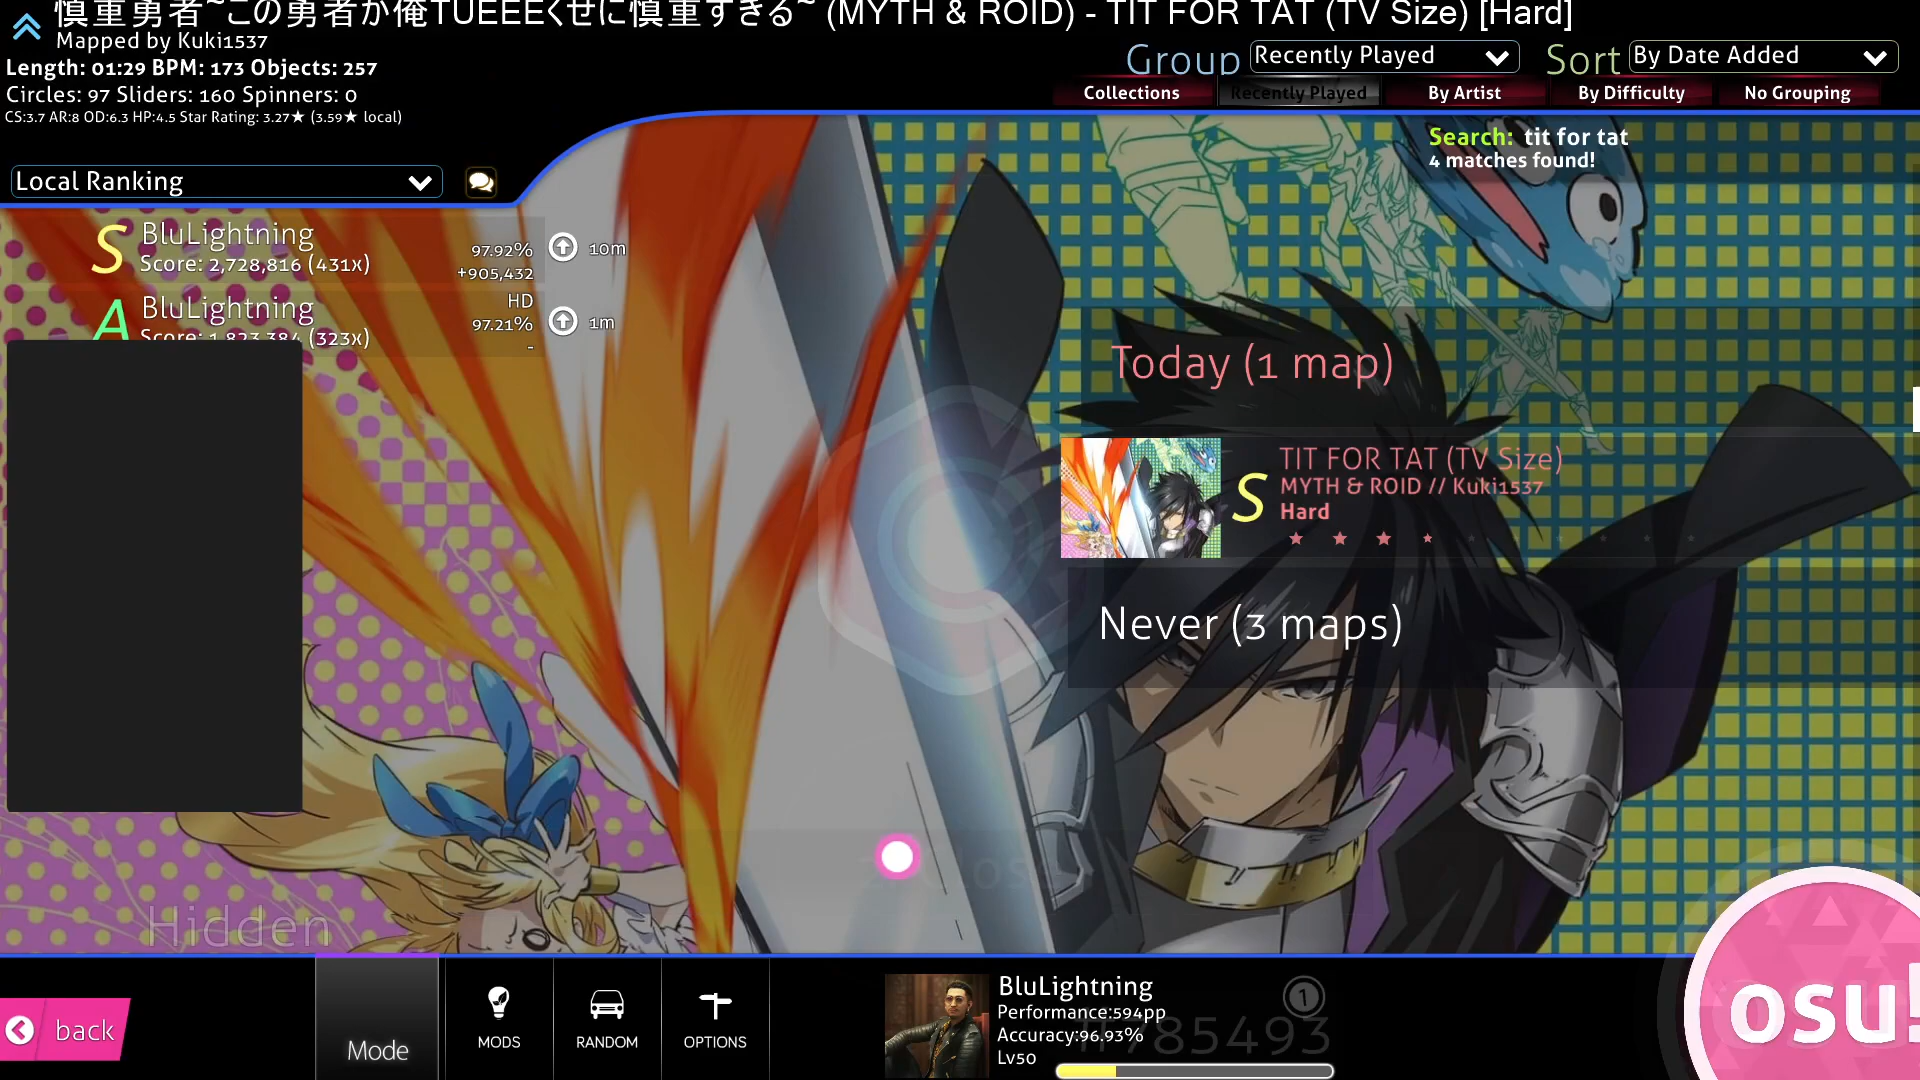 慎重勇者~この勇者が俺TUEEEくせに慎重すぎる~ (MYTH & ROID) - TIT FOR TAT (TV Size) [Hard]
Mapped by Kuki1537
Length: 01:29 BPM: 173 Objects: 257
Circles: 97 Sliders: 160 Spinners: 0
CS:3.7 AR:8 OD:6.3 HP:4.5 Star Rating: 3.27★ (3.59★ local)
Group Recently Played
Sort By Date Added
Collections
Recently Played
By Artist
By Difficulty
No Grouping
Search: tit for tat
4 matches found!
Local Ranking
S BluLightning
Score: 2,728,816 (431x)
97.92%
+905,432
10m
A BluLightning
Score: 1,823,384 (323x)
HD
97.21%
-
1m
Today (1 map)
S
TIT FOR TAT (TV Size)
MYTH & ROID // Kuki1537
Hard
Never (3 maps)
Hidden
back
Mode
MODS
RANDOM
OPTIONS
BluLightning
Performance:594pp
Accuracy:96.93%
Lv50
1
#785493
osu!